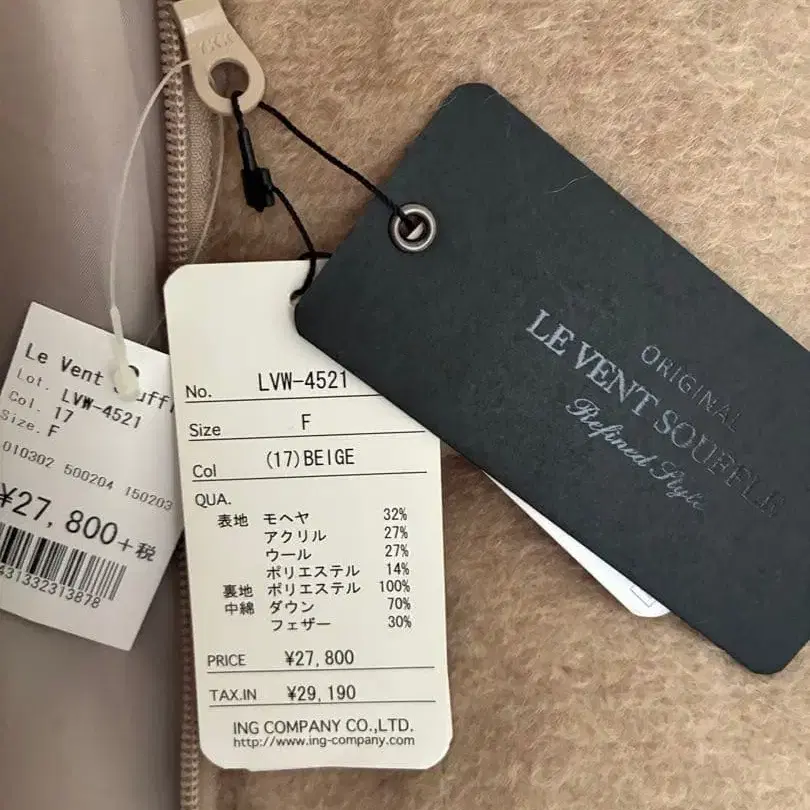 Le Vent
Lot. LVW-4521
Col. 17
Size. F
010302 500204 150203
¥27,800+税
431332313878
No. LVW-4521
Size F
Col (17)BEIGE
QUA.
表地 モヘヤ 32%
アクリル 27%
ウール 27%
ポリエステル 14%
裏地 ポリエステル 100%
中綿 ダウン 70%
フェザー 30%
PRICE ¥27,800
TAX.IN ¥29,190
ING COMPANY CO.,LTD.
http://www.ing-company.com
ORIGINAL
LE VENT SOUFFLE
Refined Style